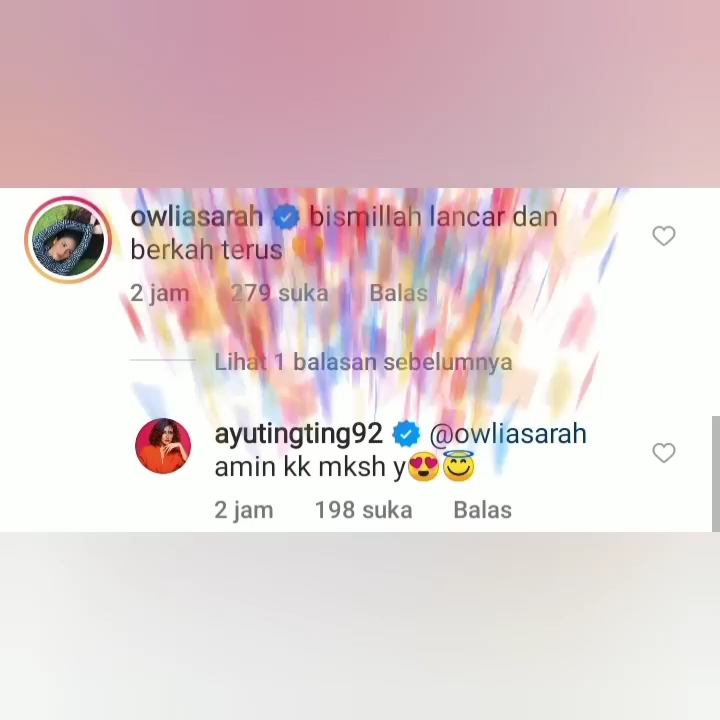 owliasarah bismillah lancar dan
berkah terus 🧡
2 jam 279 suka Balas
Lihat 1 balasan sebelumnya
ayutingting92 @owliasarah
amin kk mksh y😍😇
2 jam 198 suka Balas